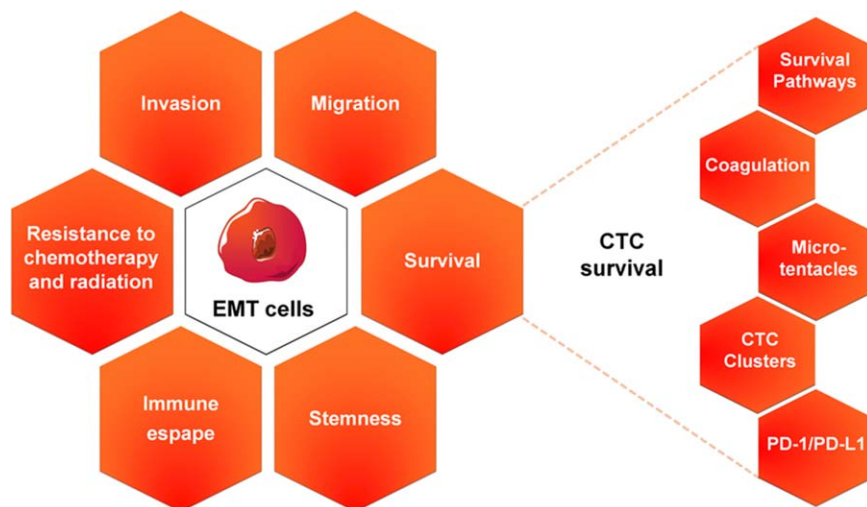 Invasion
Migration
Resistance to
chemotherapy
and radiation
EMT cells
Survival
Immune
espape
Stemness
CTC
survival
Survival
Pathways
Coagulation
Micro-
tentacles
CTC
Clusters
PD-1/PD-L1